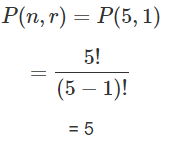 P(n, r) = P(5, 1)
= 5! / (5 − 1)!
= 5